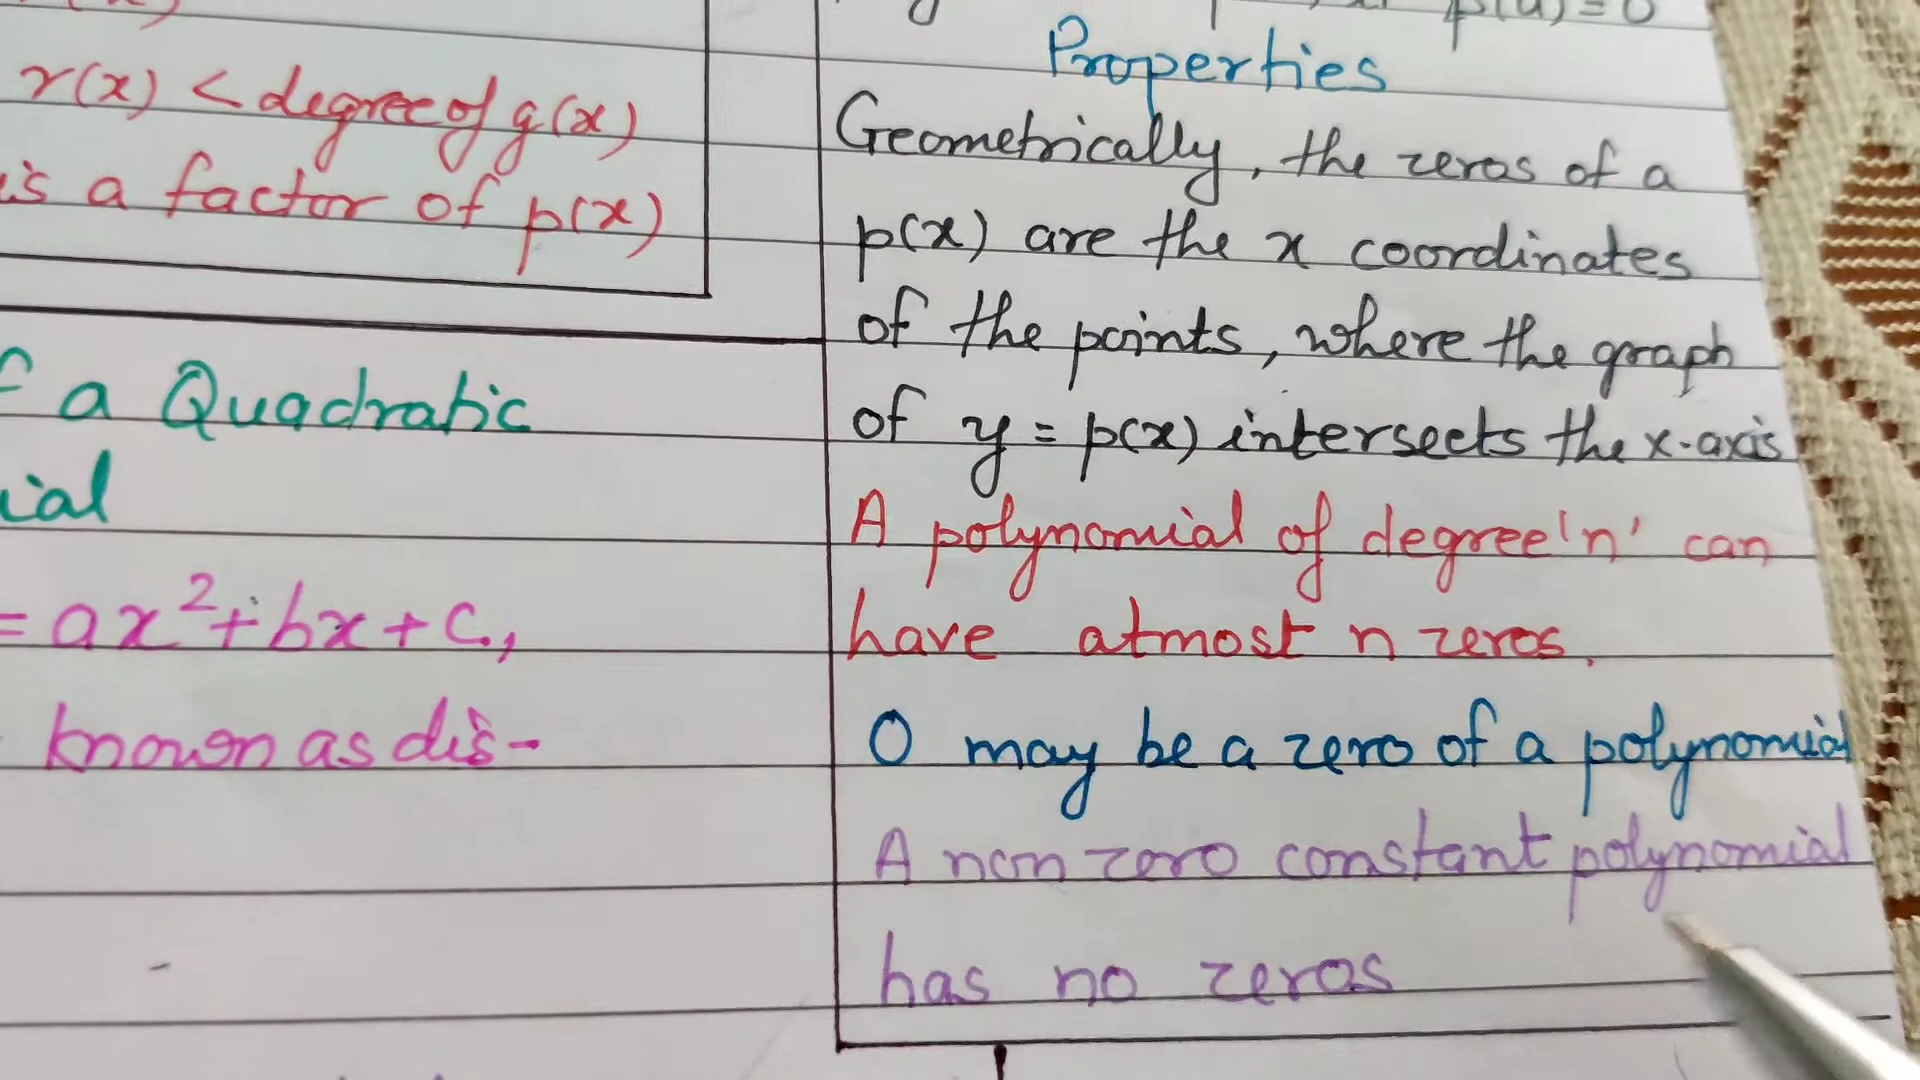 r(x) < degree of g(x)
is a factor of p(x)
a Quadratic
ial
= ax²+bx+c,
known as dis-
p(a)=0
Properties
Geometrically, the zeros of a
p(x) are the x coordinates
of the points, where the graph
of y = p(x) intersects the x-axis
A polynomial of degree 'n' can
have atmost n zeros.
0 may be a zero of a polynomial
A non zero constant polynomial
has no zeros